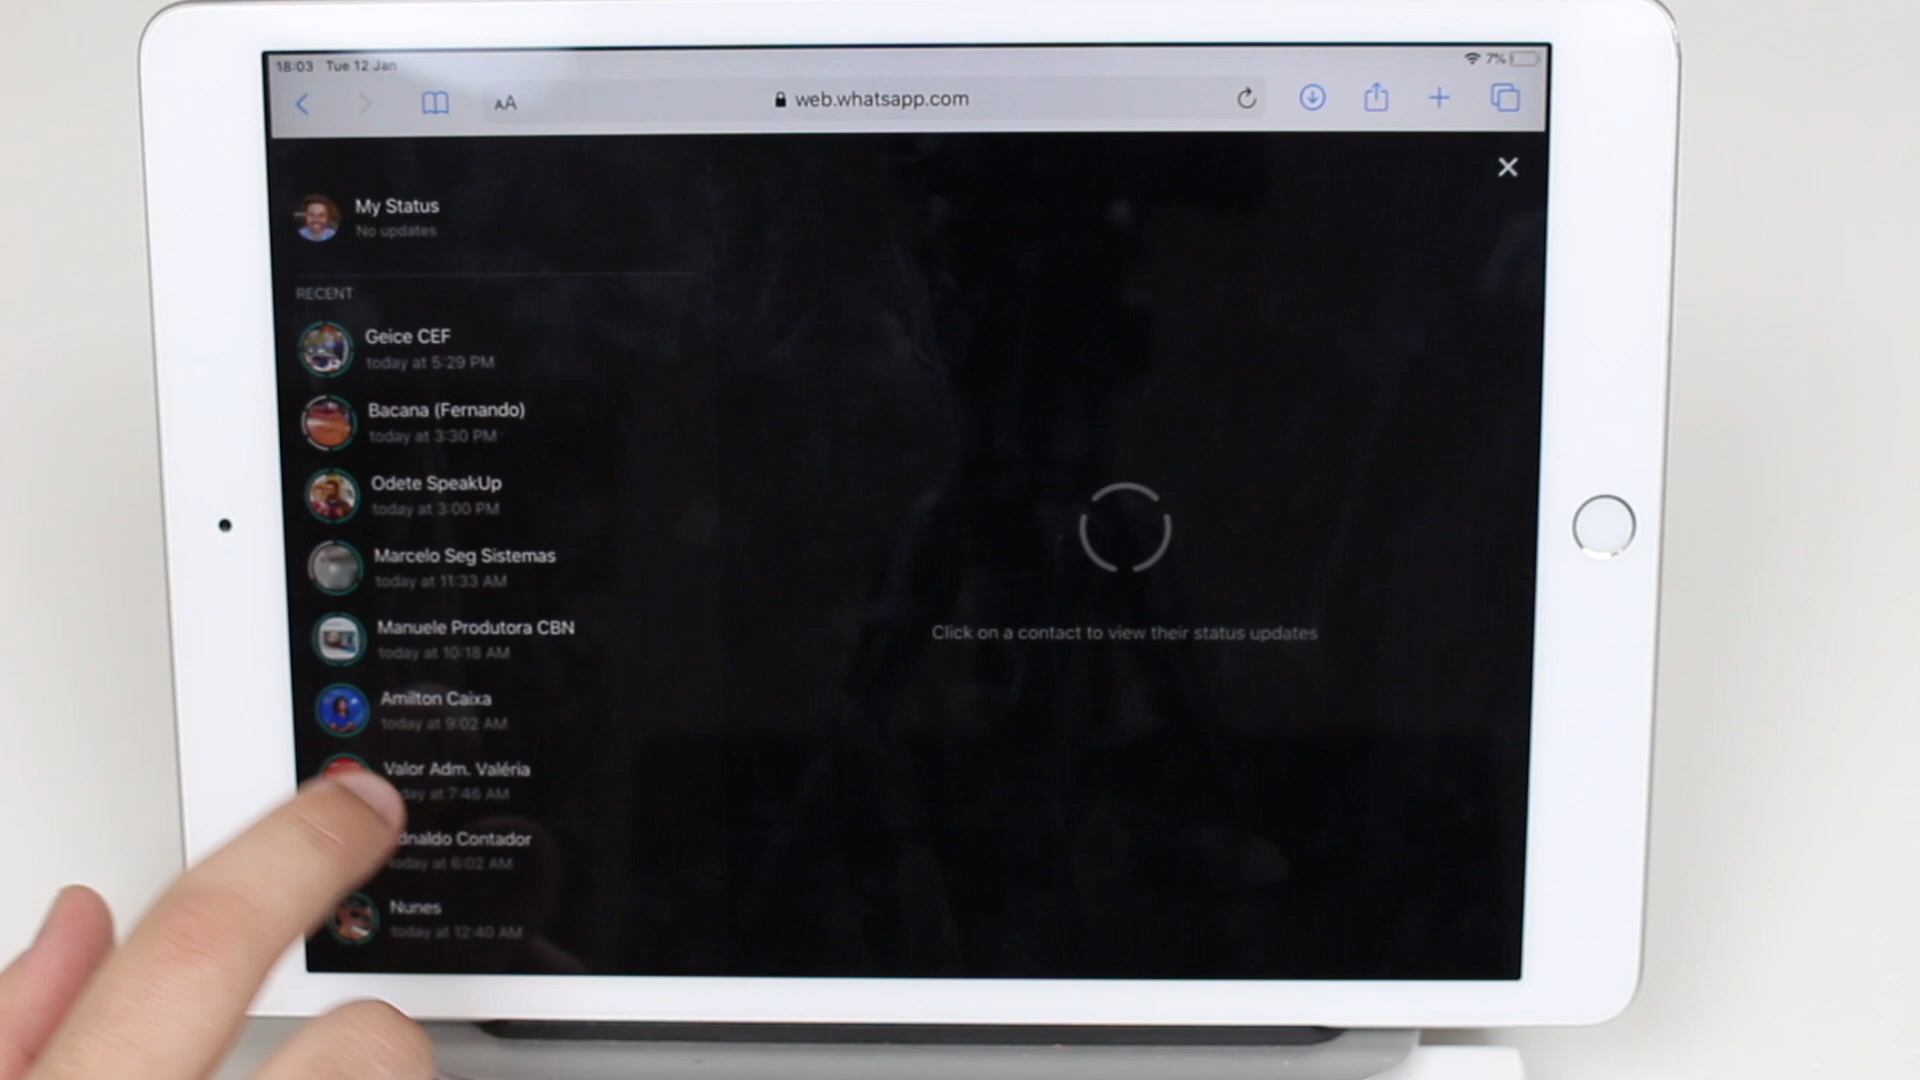 18:03 Tue 12 Jan
7%
AA
web.whatsapp.com
My Status
No updates
RECENT
Geice CEF
today at 5:29 PM
Bacana (Fernando)
today at 3:30 PM
Odete SpeakUp
today at 3:00 PM
Marcelo Seg Sistemas
today at 11:33 AM
Manuele Produtora CBN
today at 10:18 AM
Amilton Caixa
today at 9:02 AM
Valor Adm. Valéria
at 7:46 AM
Contador
today at 6:02 AM
Nunes
today at 12:40 AM
Click on a contact to view their status updates